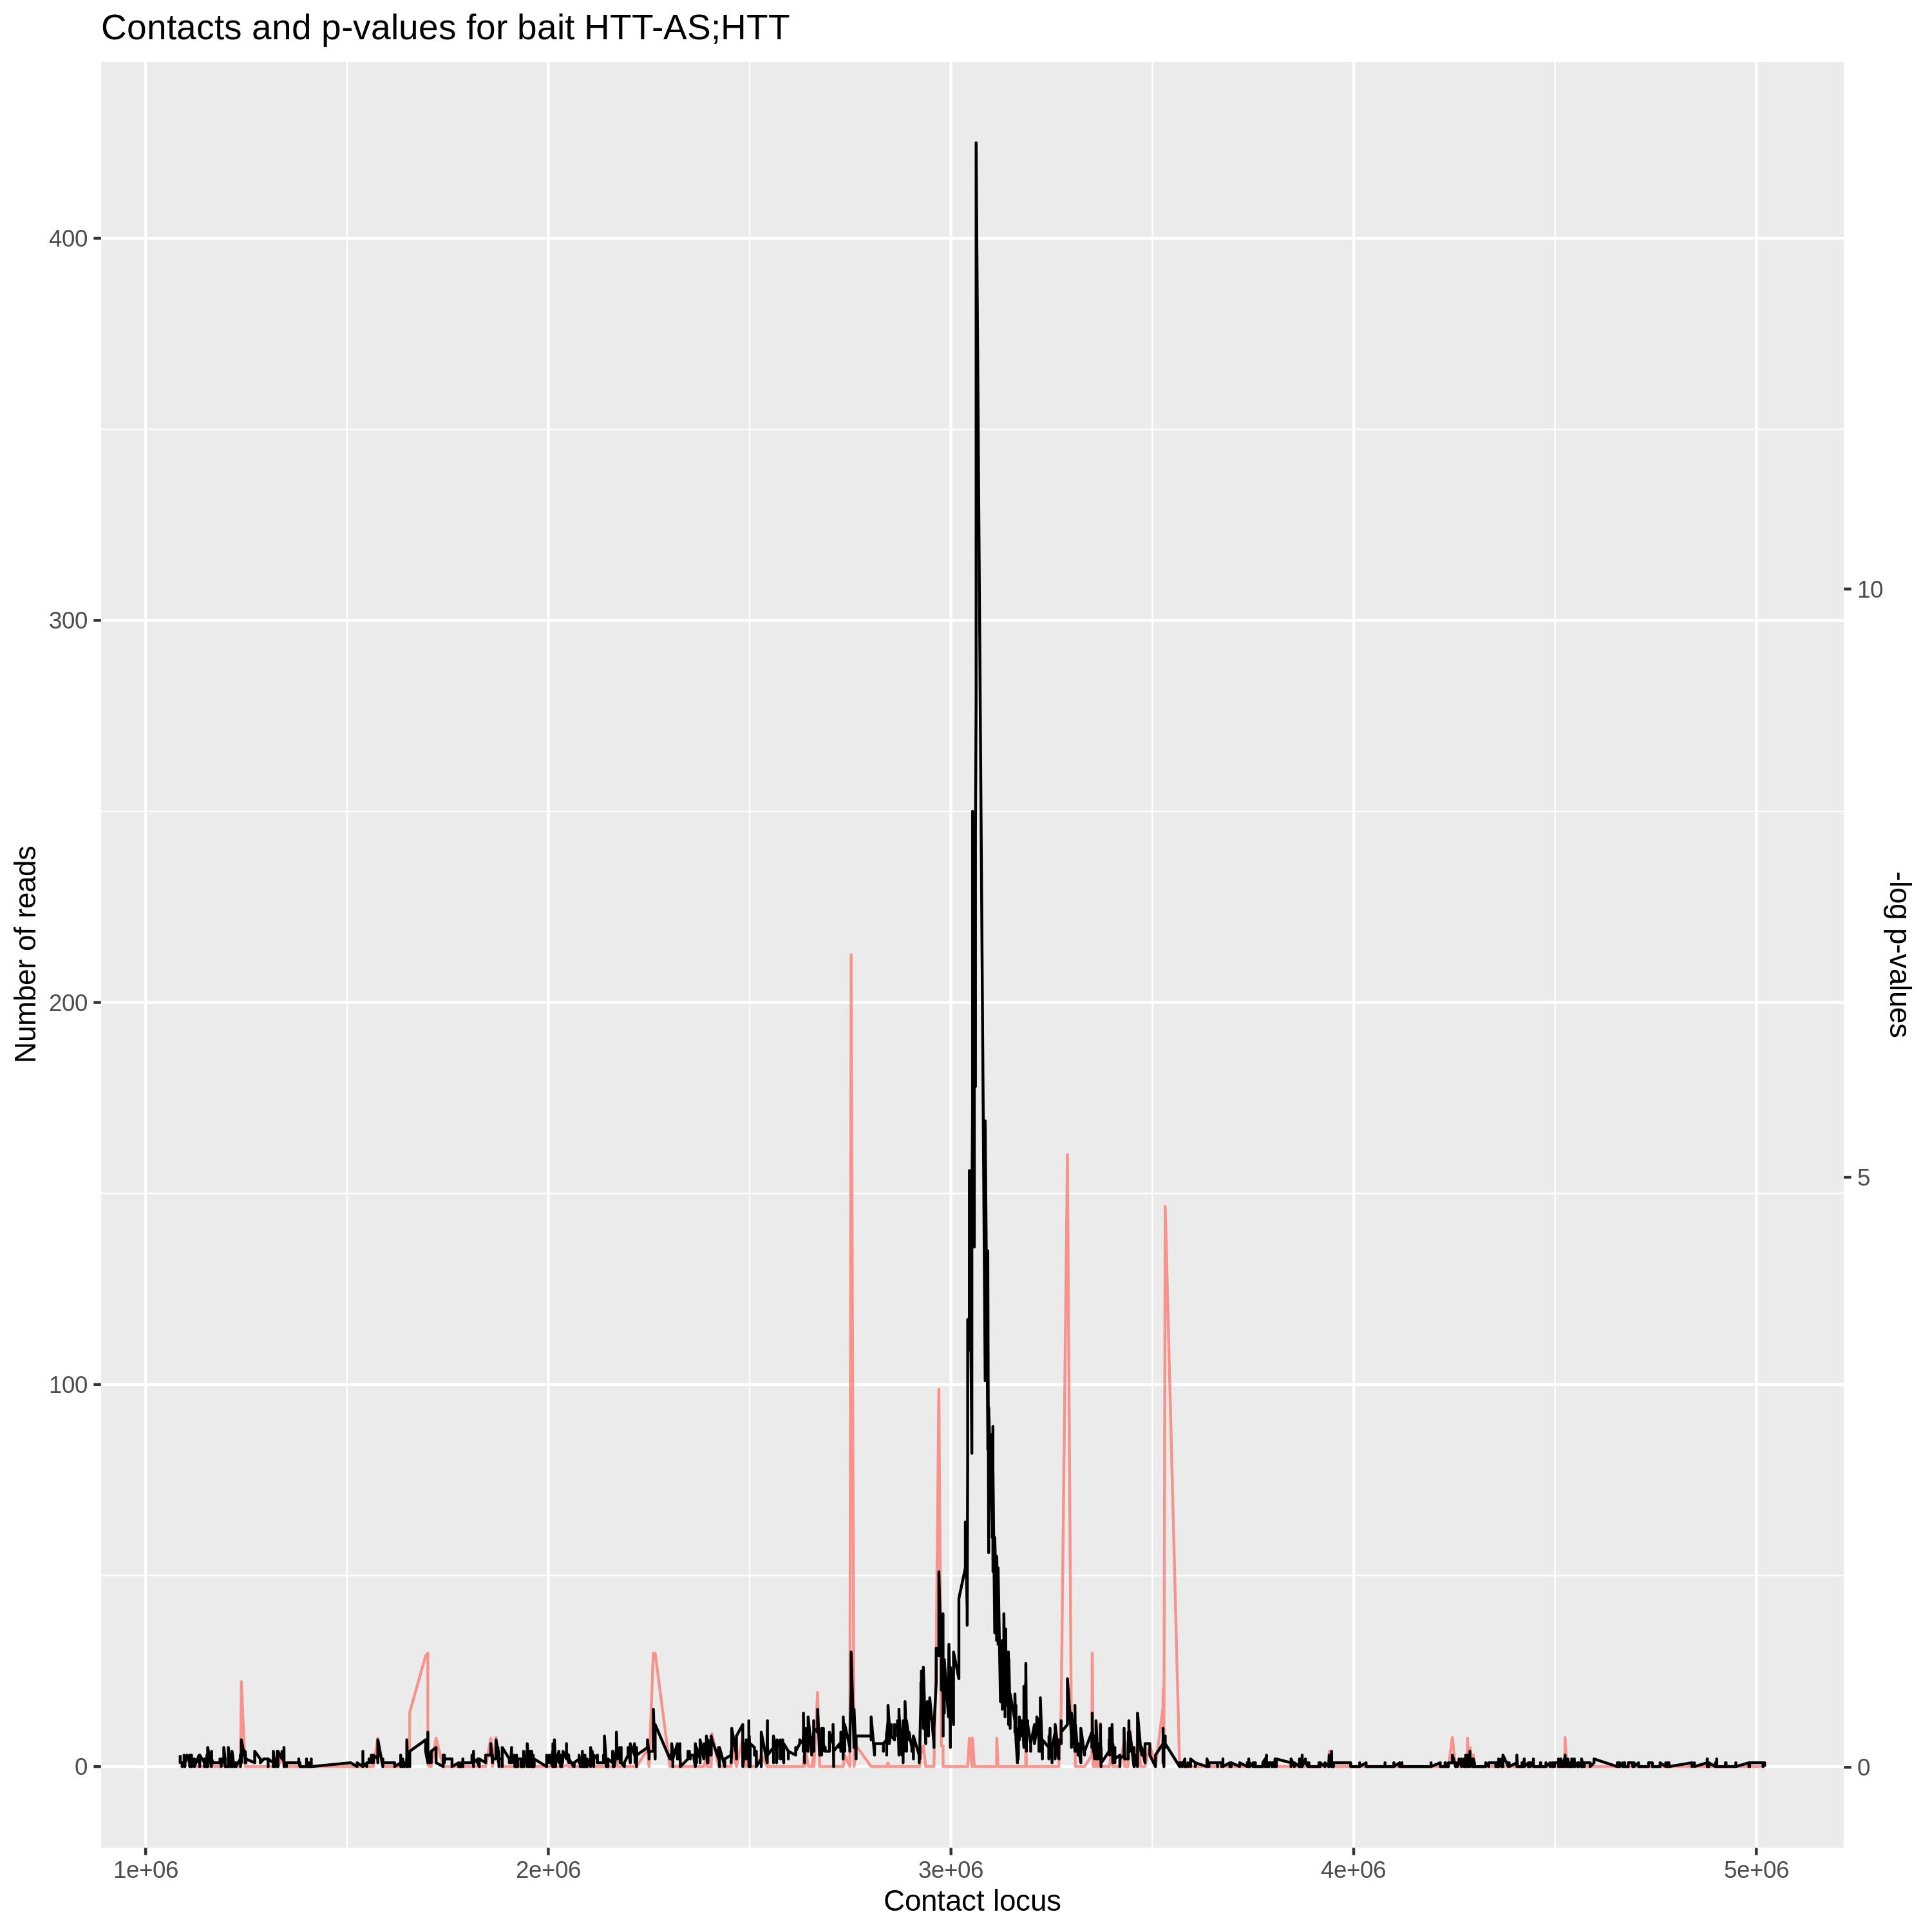 Contacts and p-values for bait HTT-AS;HTT
Number of reads
400
300
200
100
0
-log p-values
10
5
0
1e+06
2e+06
3e+06
4e+06
5e+06
Contact locus